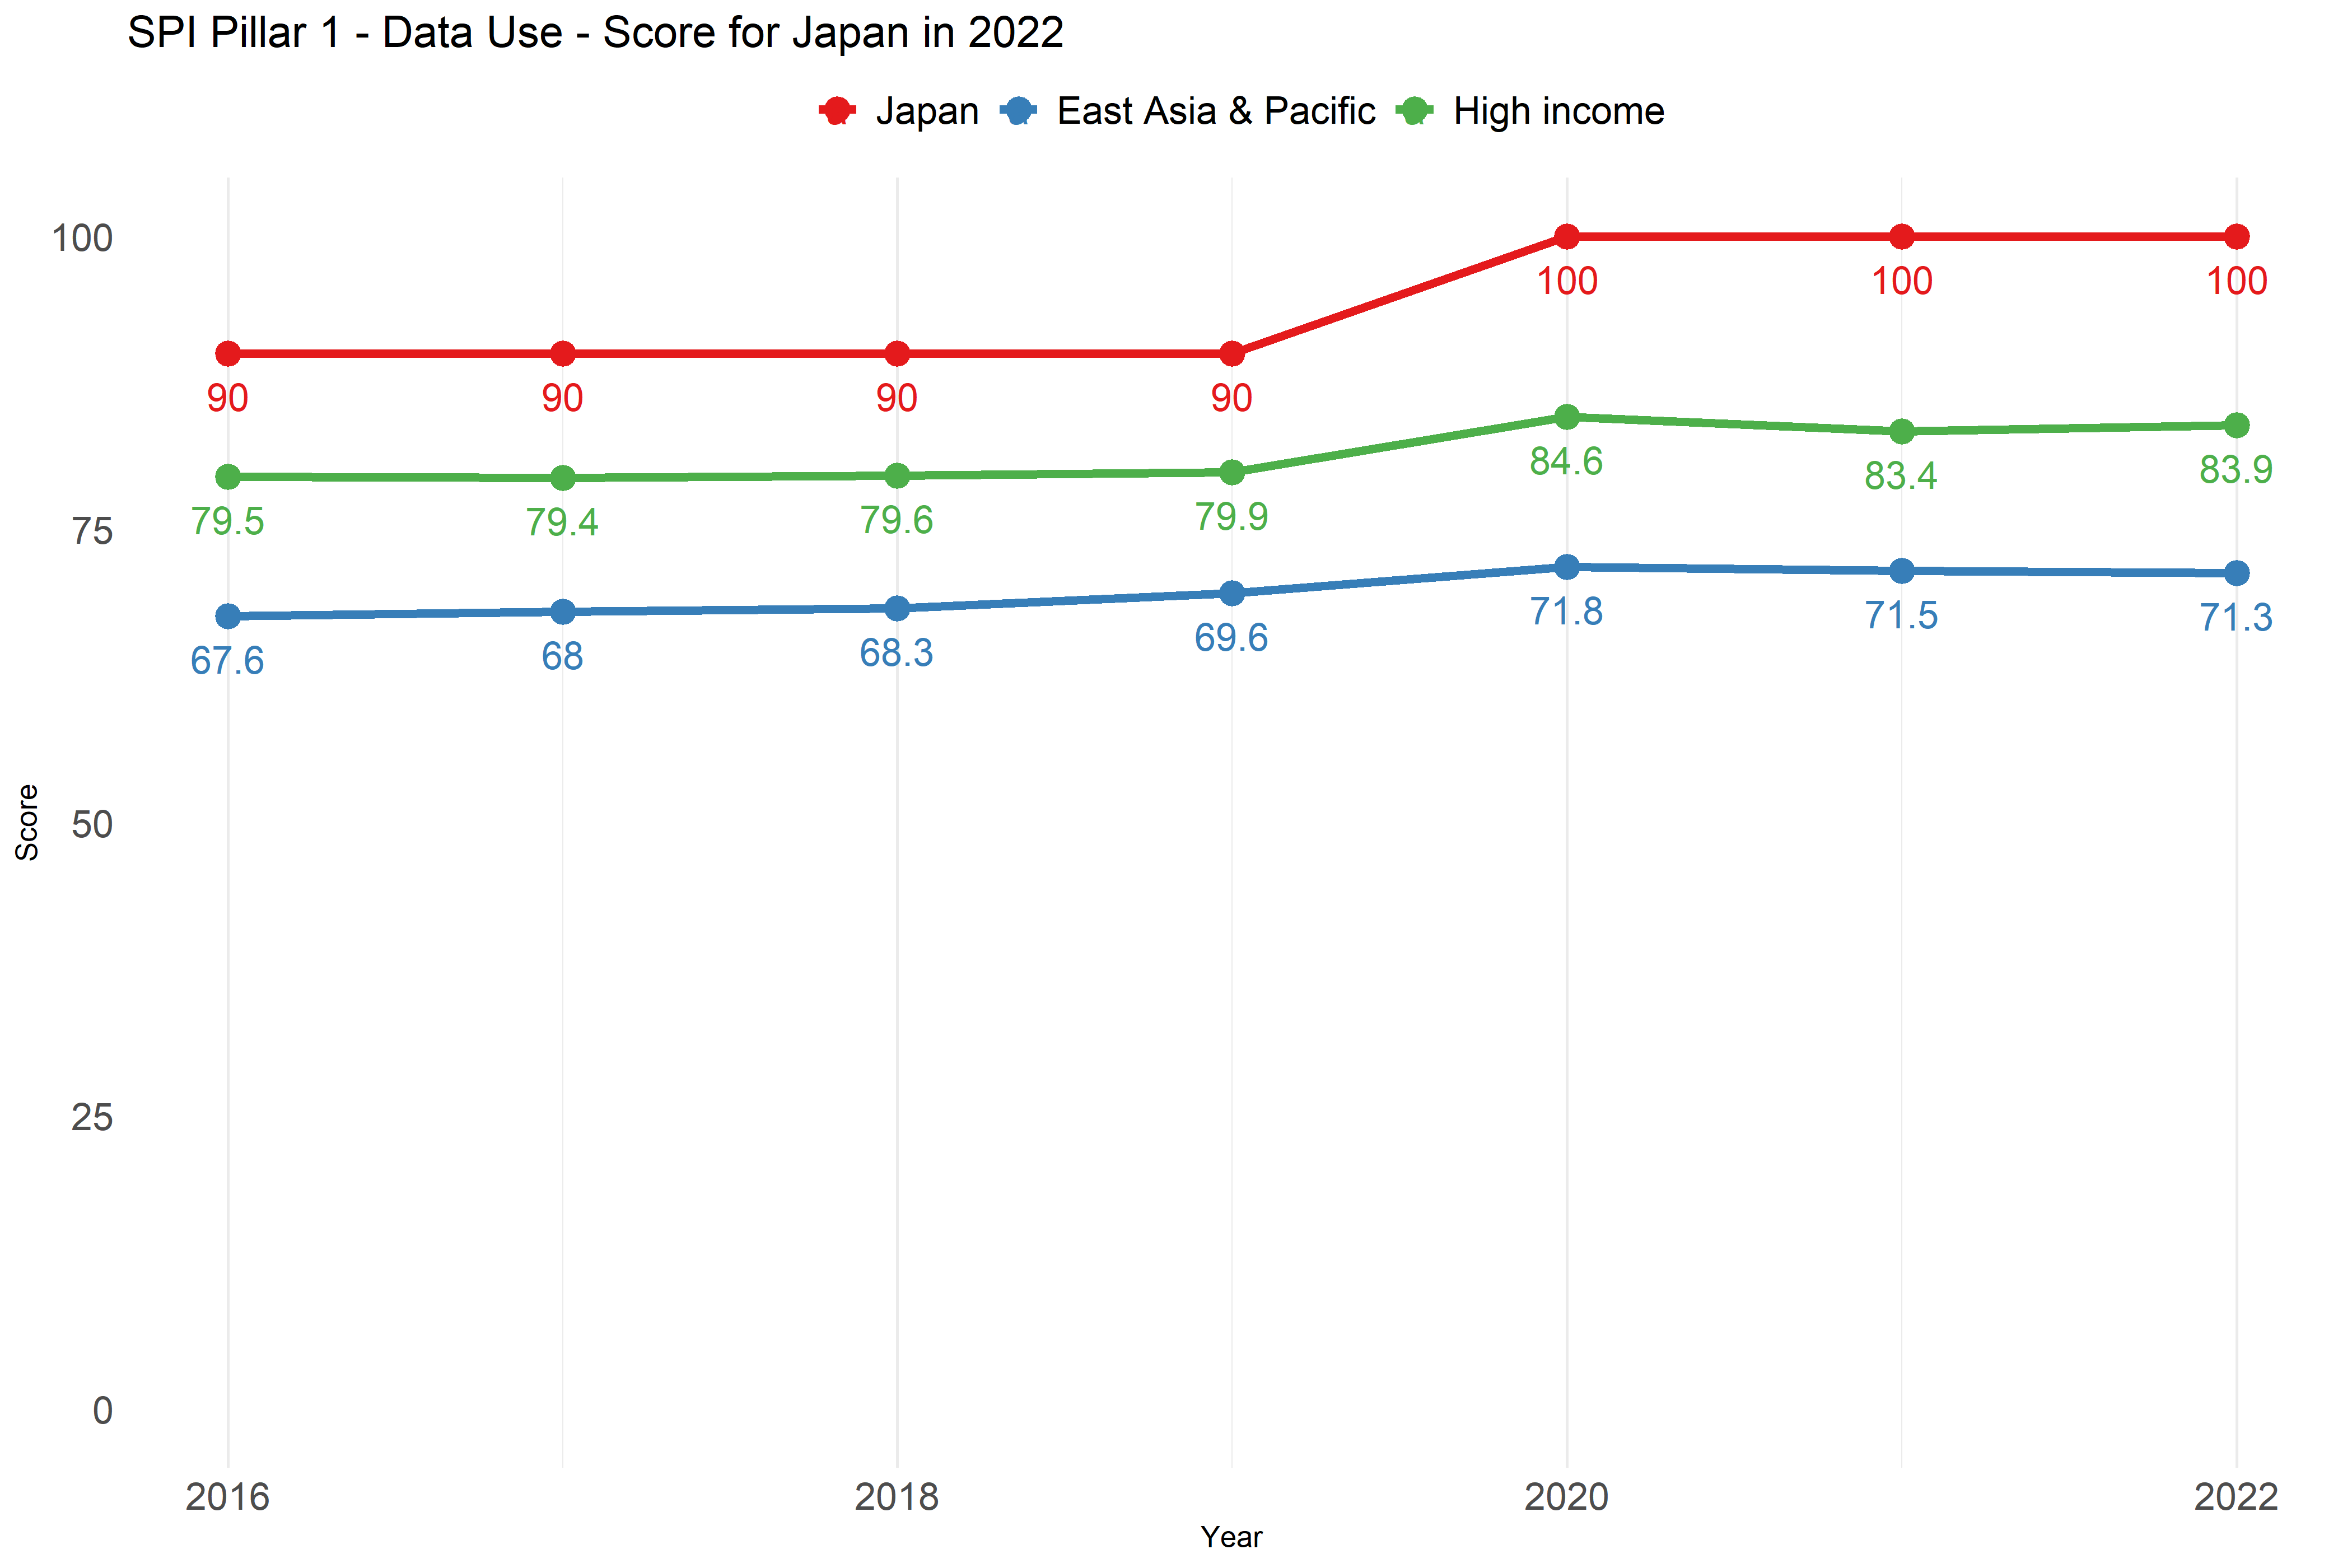 SPI Pillar 1 - Data Use - Score for Japan in 2022
Japan East Asia & Pacific High income
100
100 100 100
90 90 90 90
84.6 83.4 83.9
79.5 79.4 79.6 79.9
75
71.8 71.5 71.3
67.6 68 68.3 69.6
Score
50
25
0
2016 2018 2020 2022
Year